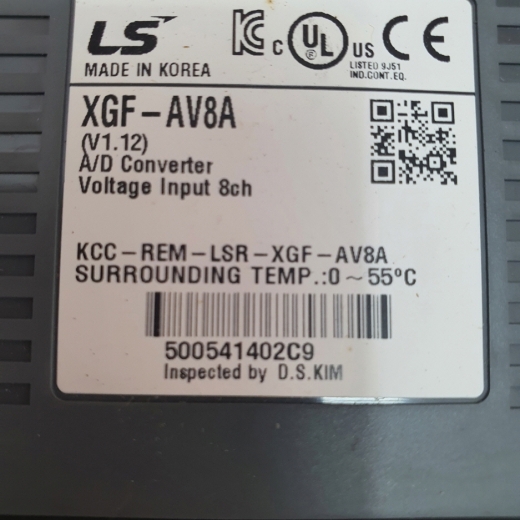 LS
MADE IN KOREA
C UL US CE
LISTED 9J51
IND.CONT.EQ.
XGF-AV8A
(V1.12)
A/D Converter
Voltage Input 8ch
KCC-REM-LSR-XGF-AV8A
SURROUNDING TEMP.:0~55°C
500541402C9
Inspected by D.S.KIM